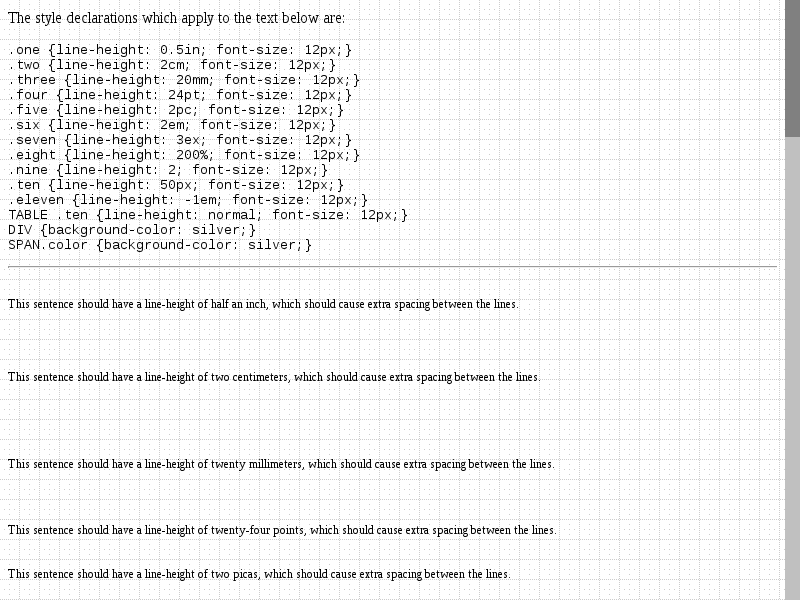 The style declarations which apply to the text below are:
.one {line-height: 0.5in; font-size: 12px;}
.two {line-height: 2cm; font-size: 12px;}
.three {line-height: 20mm; font-size: 12px;}
.four {line-height: 24pt; font-size: 12px;}
.five {line-height: 2pc; font-size: 12px;}
.six {line-height: 2em; font-size: 12px;}
.seven {line-height: 3ex; font-size: 12px;}
.eight {line-height: 200%; font-size: 12px;}
.nine {line-height: 2; font-size: 12px;}
.ten {line-height: 50px; font-size: 12px;}
.eleven {line-height: -1em; font-size: 12px;}
TABLE .ten {line-height: normal; font-size: 12px;}
DIV {background-color: silver;}
SPAN.color {background-color: silver;}
This sentence should have a line-height of half an inch, which should cause extra spacing between the lines.
This sentence should have a line-height of two centimeters, which should cause extra spacing between the lines.
This sentence should have a line-height of twenty millimeters, which should cause extra spacing between the lines.
This sentence should have a line-height of twenty-four points, which should cause extra spacing between the lines.
This sentence should have a line-height of two picas, which should cause extra spacing between the lines.